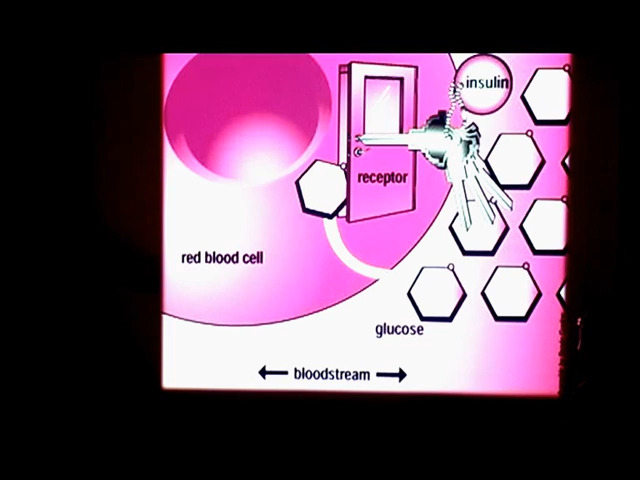 insulin
receptor
red blood cell
glucose
bloodstream